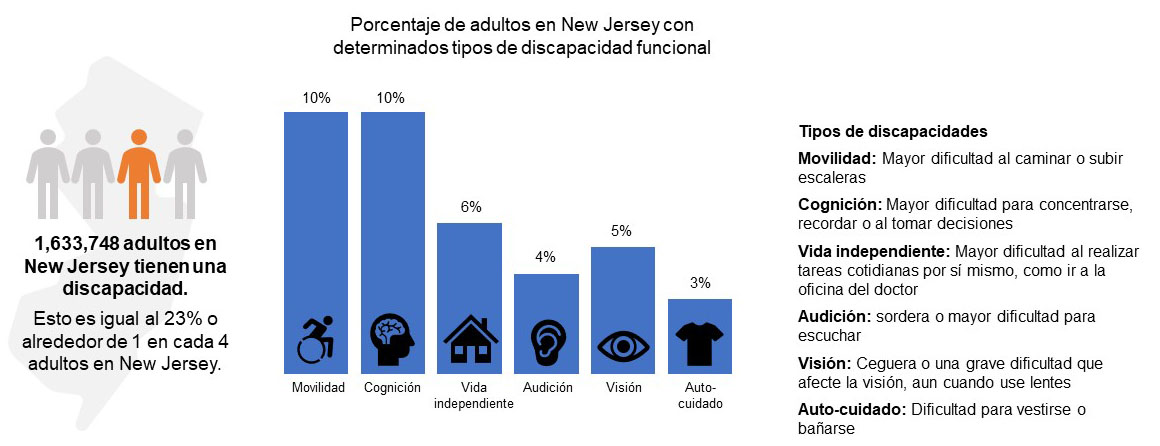 Porcentaje de adultos en New Jersey con
determinados tipos de discapacidad funcional
1,633,748 adultos en
New Jersey tienen una
discapacidad.
Esto es igual al 23% o
alrededor de 1 en cada 4
adultos en New Jersey.
10%
10%
6%
4%
5%
3%
Movilidad
Cognición
Vida
independiente
Audición
Visión
Auto-
cuidado
Tipos de discapacidades
Movilidad: Mayor dificultad al caminar o subir
escaleras
Cognición: Mayor dificultad para concentrarse,
recordar o al tomar decisiones
Vida independiente: Mayor dificultad al realizar
tareas cotidianas por sí mismo, como ir a la
oficina del doctor
Audición: sordera o mayor dificultad para
escuchar
Visión: Ceguera o una grave dificultad que
afecte la visión, aun cuando use lentes
Auto-cuidado: Dificultad para vestirse o
bañarse